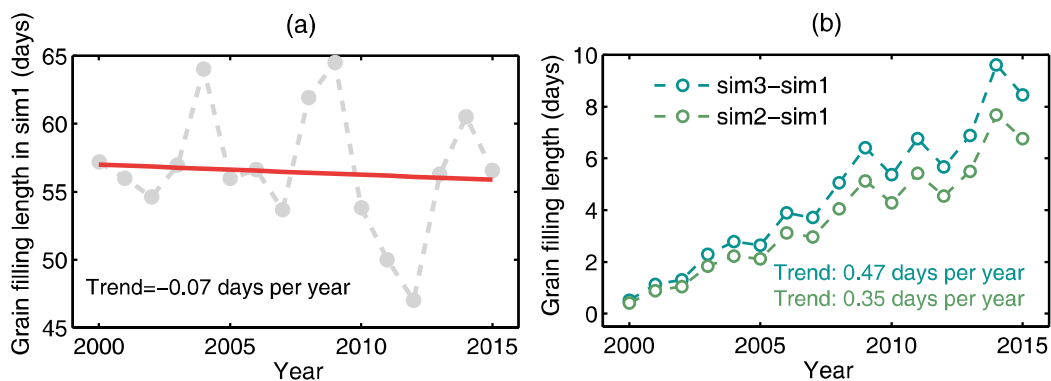 (a)
Grain filling length in sim1 (days)
65
60
55
50
45
Trend=−0.07 days per year
2000
2005
2010
2015
Year
(b)
Grain filling length (days)
10
8
6
4
2
0
sim3−sim1
sim2−sim1
Trend: 0.47 days per year
Trend: 0.35 days per year
2000
2005
2010
2015
Year